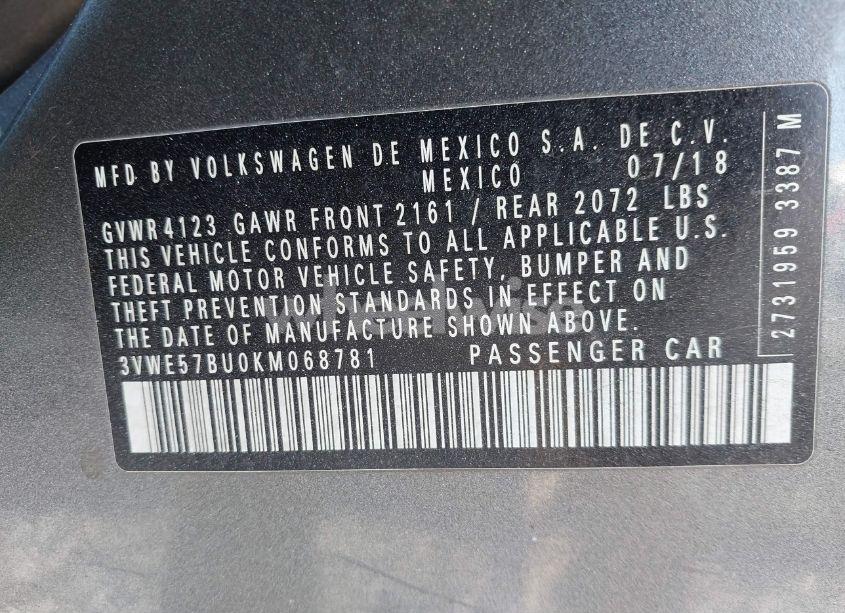 MFD BY VOLKSWAGEN DE MEXICO S.A. DE C.V.
MEXICO 07/18
GVWR 4123 GAWR FRONT 2161 / REAR 2072 LBS
THIS VEHICLE CONFORMS TO ALL APPLICABLE U.S.
FEDERAL MOTOR VEHICLE SAFETY, BUMPER AND
THEFT PREVENTION STANDARDS IN EFFECT ON
THE DATE OF MANUFACTURE SHOWN ABOVE.
3VWE57BU0KM068781 PASSENGER CAR
2731959 3387 M